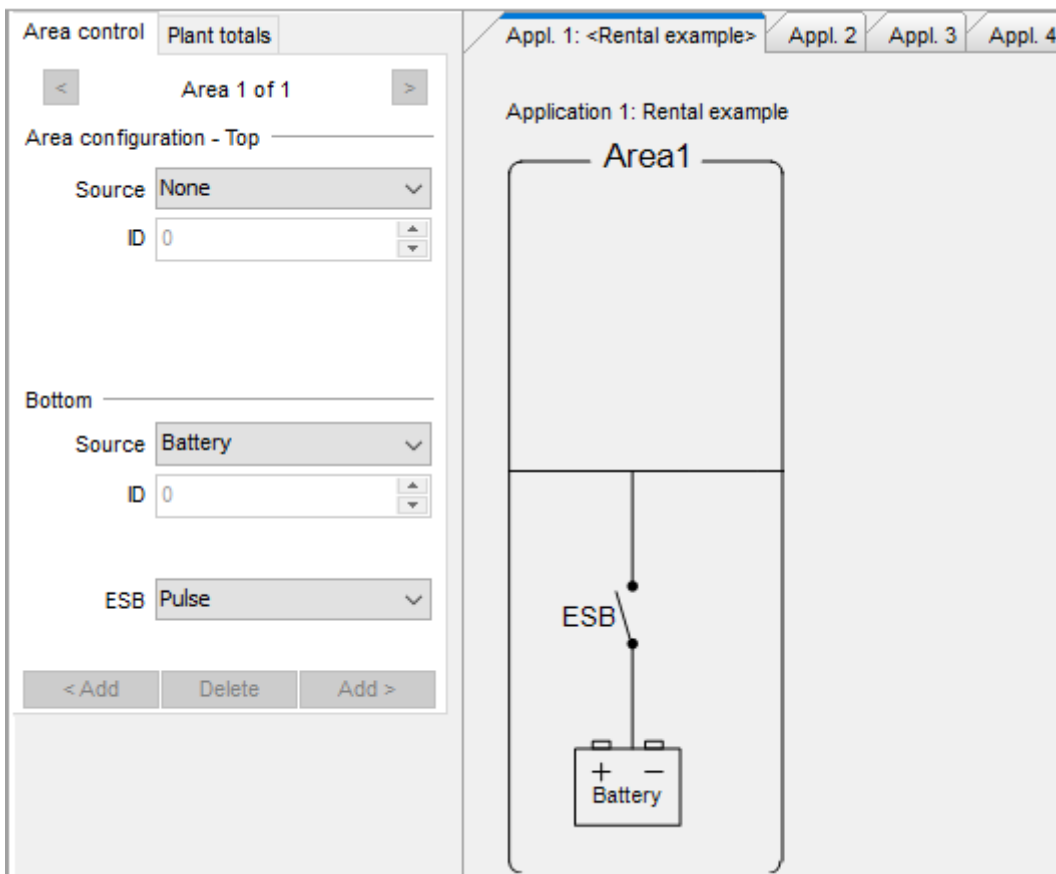 Area control Plant totals
< Area 1 of 1 >
Area configuration - Top
Source None
ID 0
Bottom
Source Battery
ID 0
ESB Pulse
< Add Delete Add >
Appl. 1: <Rental example> Appl. 2 Appl. 3 Appl. 4
Application 1: Rental example
Area1
ESB
+ −
Battery